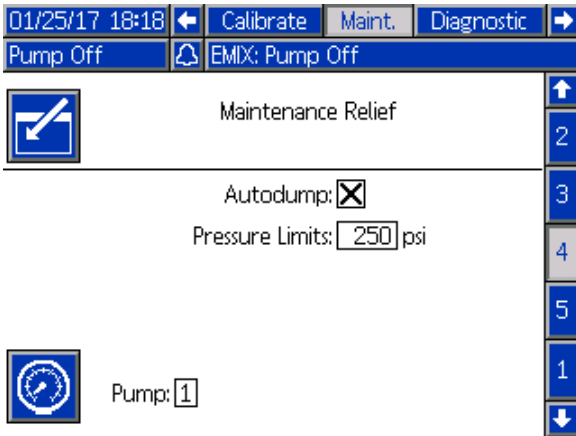 01/25/17 18:18 Calibrate Maint. Diagnostic
Pump Off EMIX: Pump Off
Maintenance Relief
2
Autodump:
3
Pressure Limits: 250 psi
4
5
Pump: 1
1